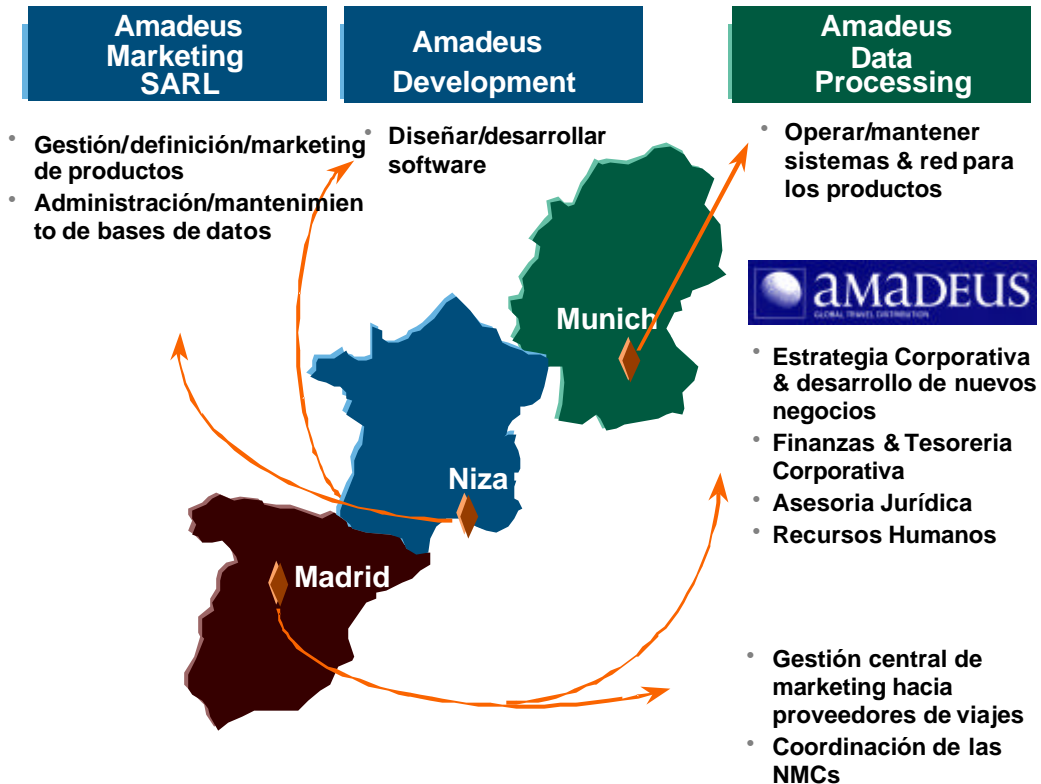 Amadeus
Marketing
SARL
Amadeus
Development
Amadeus
Data
Processing
° Gestión/definición/marketing
de productos
° Administración/mantenimien
to de bases de datos
° Diseñar/desarrollar
software
° Operar/mantener
sistemas & red para
los productos
Munich
Niza
Madrid
aMaDEUS
GLOBAL TRAVEL DISTRIBUTION
° Estrategia Corporativa
& desarrollo de nuevos
negocios
° Finanzas & Tesoreria
Corporativa
° Asesoria Jurídica
° Recursos Humanos
° Gestión central de
marketing hacia
proveedores de viajes
° Coordinación de las
NMCs